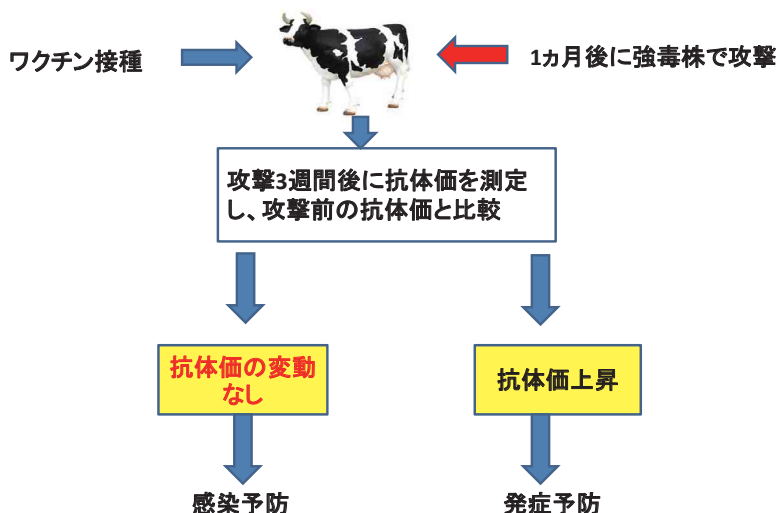 ワクチン接種
1ヵ月後に強毒株で攻撃
攻撃3週間後に抗体価を測定
し、攻撃前の抗体価と比較
抗体価の変動
なし
抗体価上昇
感染予防
発症予防